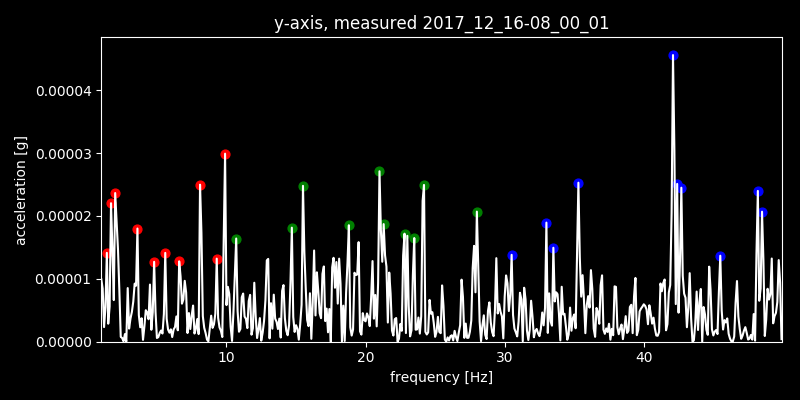 y-axis, measured 2017_12_16-08_00_01
0.00004
0.00003
0.00002
0.00001
0.00000
acceleration [g]
10 20 30 40
frequency [Hz]